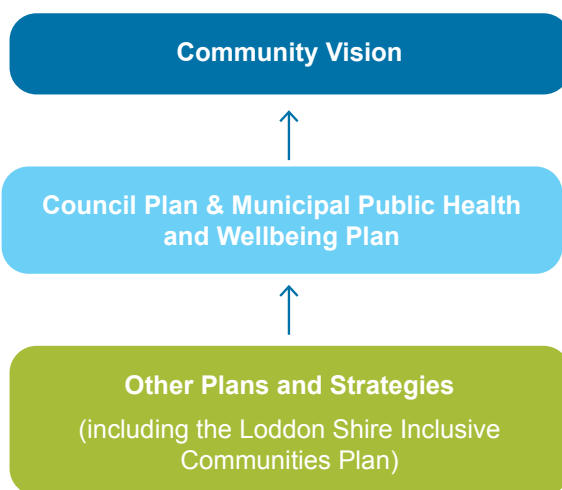 Community Vision
Council Plan & Municipal Public Health
and Wellbeing Plan
Other Plans and Strategies
(including the Loddon Shire Inclusive
Communities Plan)